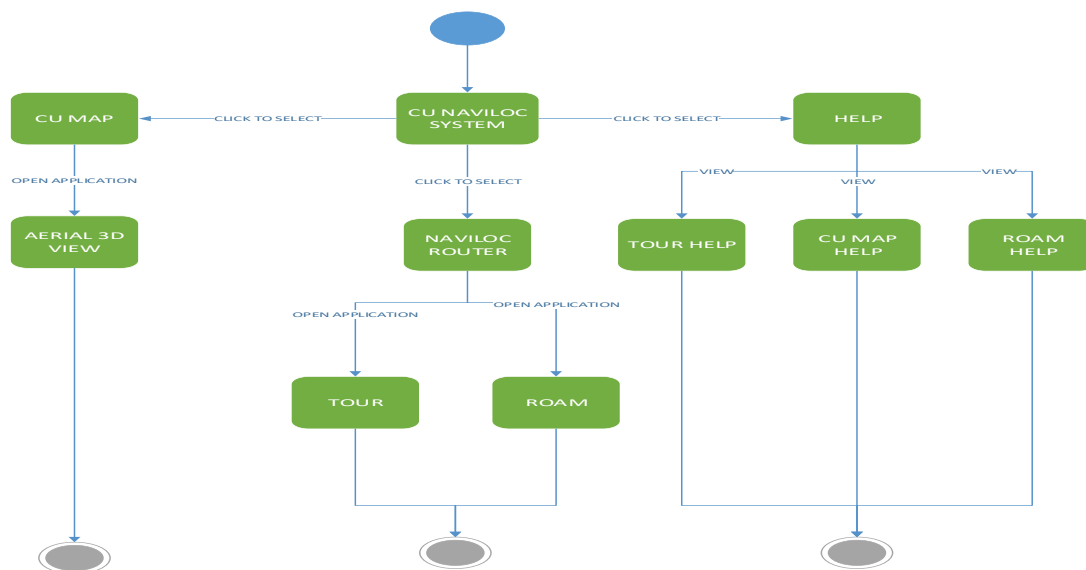 CU MAP
CLICK TO SELECT
CU NAVILOC
SYSTEM
CLICK TO SELECT
HELP
OPEN APPLICATION
CLICK TO SELECT
VIEW
VIEW
VIEW
AERIAL 3D
VIEW
NAVILOC
ROUTER
TOUR HELP
CU MAP
HELP
ROAM
HELP
OPEN APPLICATION
OPEN APPLICATION
TOUR
ROAM